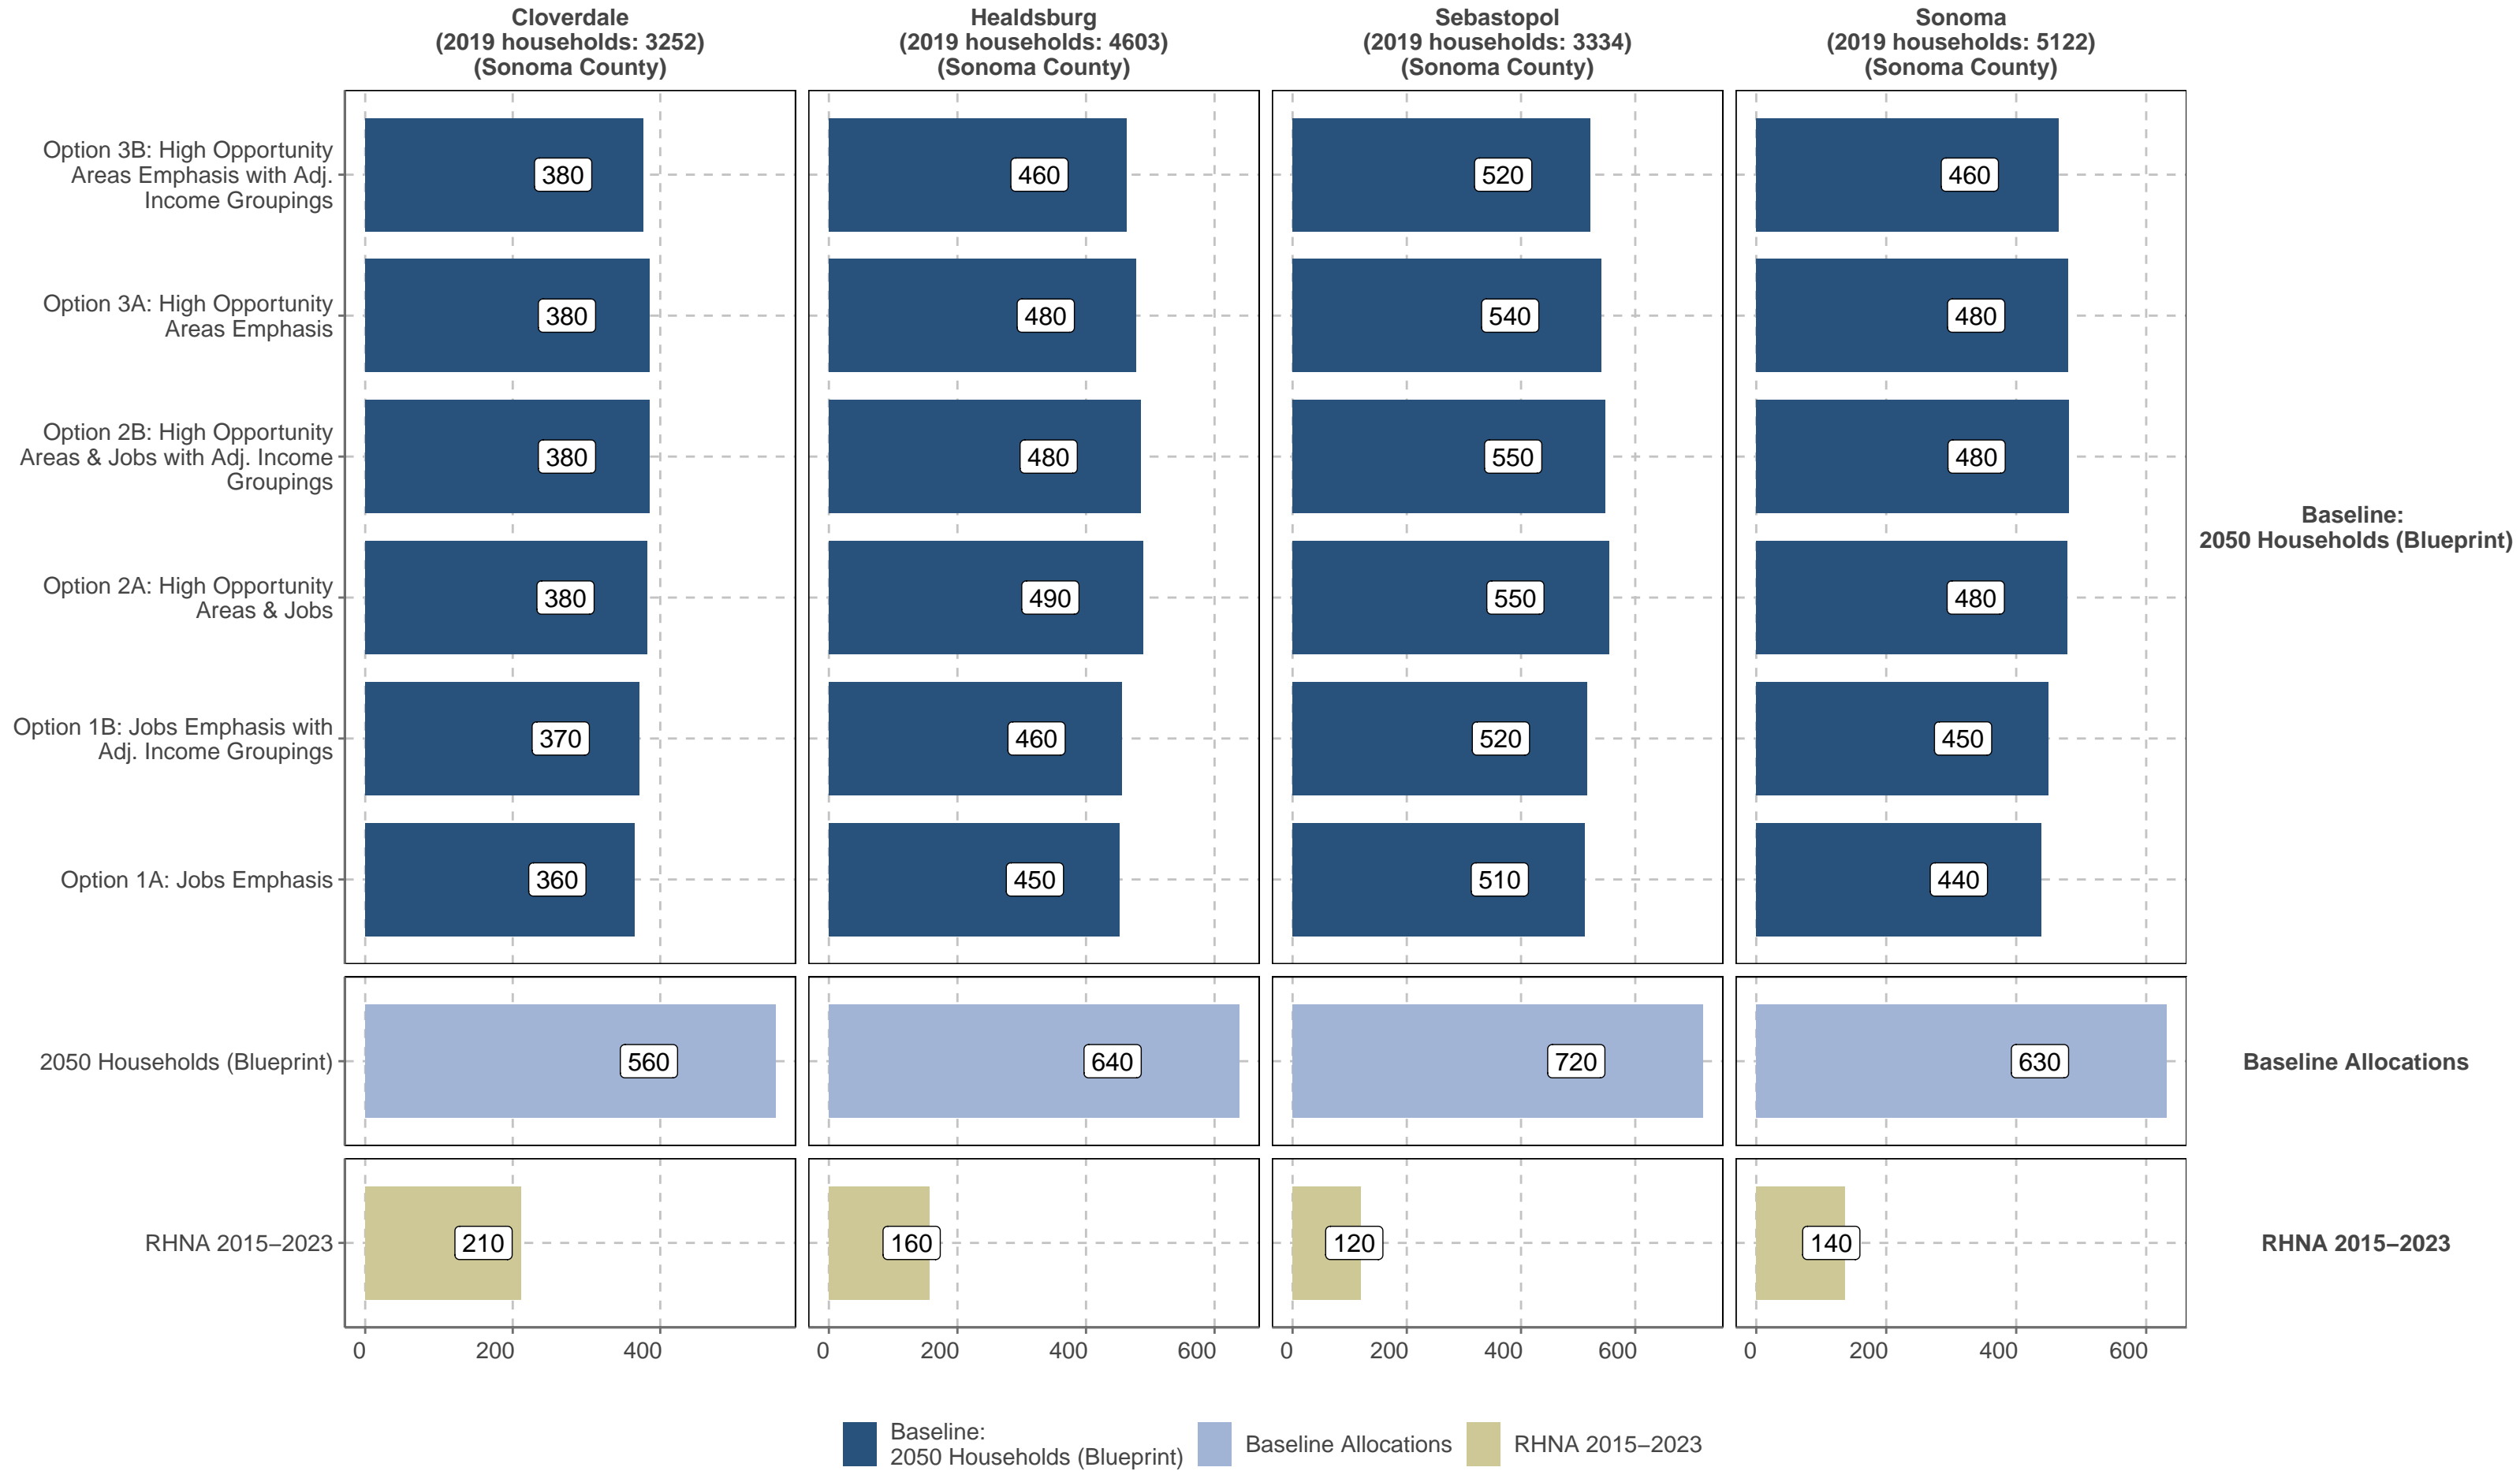 Cloverdale
(2019 households: 3252)
(Sonoma County)
Healdsburg
(2019 households: 4603)
(Sonoma County)
Sebastopol
(2019 households: 3334)
(Sonoma County)
Sonoma
(2019 households: 5122)
(Sonoma County)
Option 3B: High Opportunity
Areas Emphasis with Adj.
Income Groupings
380
460
520
460
Option 3A: High Opportunity
Areas Emphasis
380
480
540
480
Option 2B: High Opportunity
Areas & Jobs with Adj. Income
Groupings
380
480
550
480
Baseline:
2050 Households (Blueprint)
Option 2A: High Opportunity
Areas & Jobs
380
490
550
480
Option 1B: Jobs Emphasis with
Adj. Income Groupings
370
460
520
450
Option 1A: Jobs Emphasis
360
450
510
440
2050 Households (Blueprint)
560
640
720
630
Baseline Allocations
RHNA 2015−2023
210
160
120
140
RHNA 2015−2023
0 200 400
0 200 400 600
0 200 400 600
0 200 400 600
Baseline:
2050 Households (Blueprint)
Baseline Allocations
RHNA 2015−2023